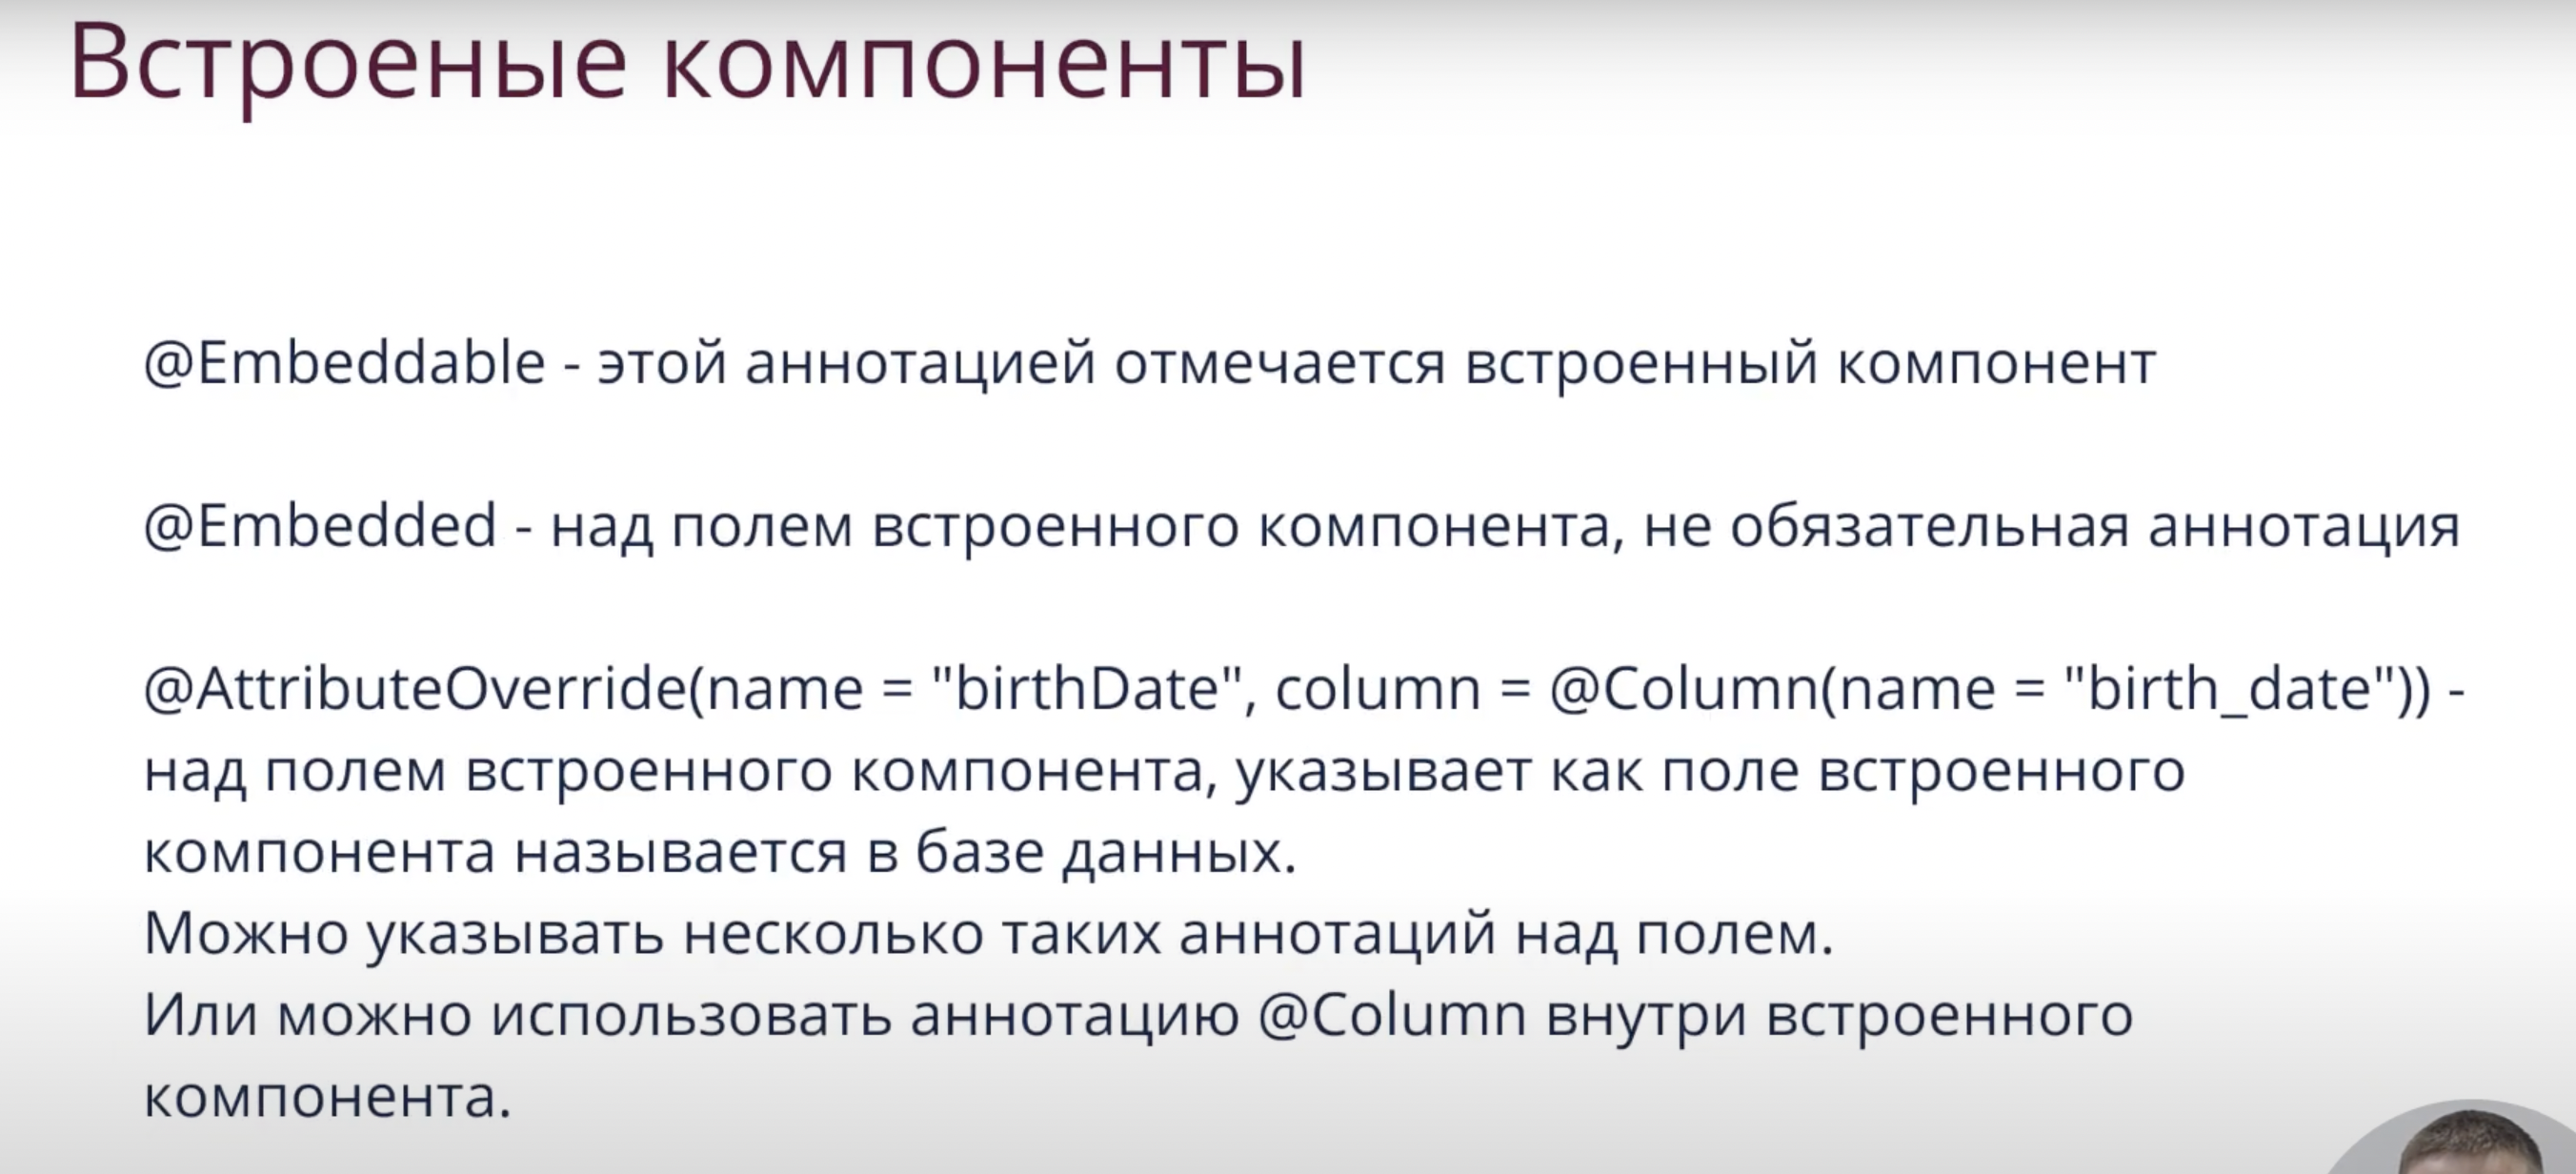 Встроеные компоненты
@Embeddable - этой аннотацией отмечается встроенный компонент
@Embedded - над полем встроенного компонента, не обязательная аннотация
@AttributeOverride(name = "birthDate", column = @Column(name = "birth_date")) -
над полем встроенного компонента, указывает как поле встроенного
компонента называется в базе данных.
Можно указывать несколько таких аннотаций над полем.
Или можно использовать аннотацию @Column внутри встроенного
компонента.